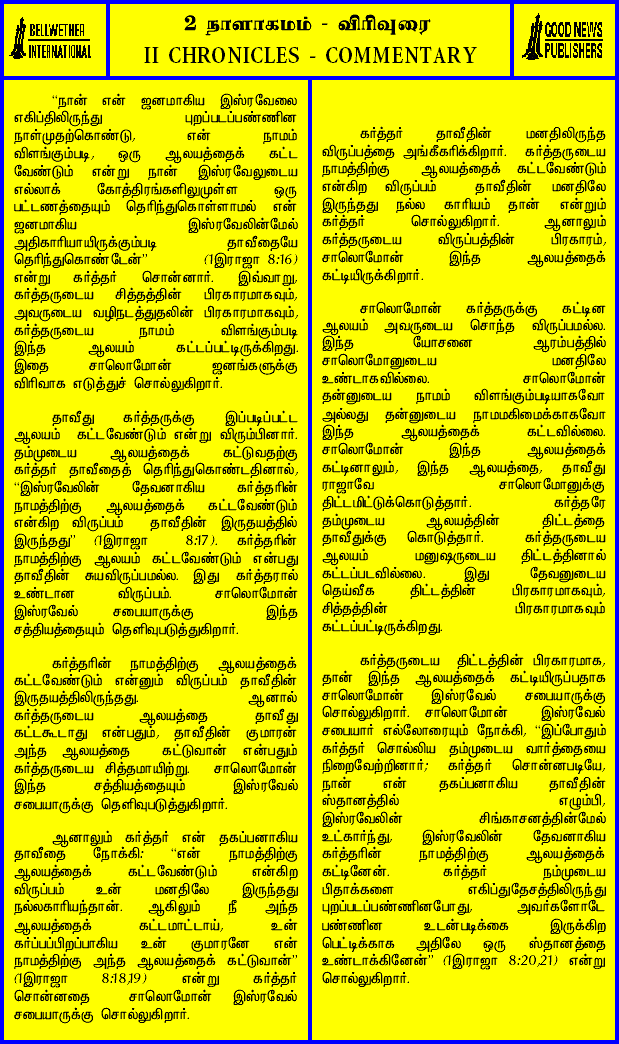 BELLWETHER
INTERNATIONAL
2 நாளாகமம் - விரிவுரை
II CHRONICLES - COMMENTARY
GOOD NEWS
PUBLISHERS
“நான் என் ஜனமாகிய இஸ்ரவேலை
எகிப்திலிருந்து புறப்படப்பண்ணின
நாள்முதற்கொண்டு, என் நாமம்
விளங்கும்படி, ஒரு ஆலயத்தைக் கட்ட
வேண்டும் என்று நான் இஸ்ரவேலுடைய
எல்லாக் கோத்திரங்களிலுமுள்ள ஒரு
பட்டணத்தையும் தெரிந்துகொள்ளாமல் என்
ஜனமாகிய இஸ்ரவேலின்மேல்
அதிகாரியாயிருக்கும்படி தாவீதையே
தெரிந்துகொண்டேன்” (1இராஜா 8:16)
என்று கர்த்தர் சொன்னார். இவ்வாறு,
கர்த்தருடைய சித்தத்தின் பிரகாரமாகவும்,
அவருடைய வழிநடத்துதலின் பிரகாரமாகவும்,
கர்த்தருடைய நாமம் விளங்கும்படி
இந்த ஆலயம் கட்டப்பட்டிருக்கிறது.
இதை சாலொமோன் ஜனங்களுக்கு
விரிவாக எடுத்துச் சொல்லுகிறார்.
தாவீது கர்த்தருக்கு இப்படிப்பட்ட
ஆலயம் கட்டவேண்டும் என்று விரும்பினார்.
தம்முடைய ஆலயத்தைக் கட்டுவதற்கு
கர்த்தர் தாவீதைத் தெரிந்துகொண்டதினால்,
“இஸ்ரவேலின் தேவனாகிய கர்த்தரின்
நாமத்திற்கு ஆலயத்தைக் கட்டவேண்டும்
என்கிற விருப்பம் தாவீதின் இருதயத்தில்
இருந்தது” (1இராஜா 8:17). கர்த்தரின்
நாமத்திற்கு ஆலயம் கட்டவேண்டும் என்பது
தாவீதின் சுயவிருப்பமல்ல. இது கர்த்தரால்
உண்டான விருப்பம். சாலொமோன்
இஸ்ரவேல் சபையாருக்கு இந்த
சத்தியத்தையும் தெளிவுபடுத்துகிறார்.
கர்த்தரின் நாமத்திற்கு ஆலயத்தைக்
கட்டவேண்டும் என்னும் விருப்பம் தாவீதின்
இருதயத்திலிருந்தது. ஆனால்
கர்த்தருடைய ஆலயத்தை தாவீது
கட்டகூடாது என்பதும், தாவீதின் குமாரன்
அந்த ஆலயத்தை கட்டுவான் என்பதும்
கர்த்தருடைய சித்தமாயிற்று. சாலொமோன்
இந்த சத்தியத்தையும் இஸ்ரவேல்
சபையாருக்கு தெளிவுபடுத்துகிறார்.
ஆனாலும் கர்த்தர் என் தகப்பனாகிய
தாவீதை நோக்கி: “என் நாமத்திற்கு
ஆலயத்தைக் கட்டவேண்டும் என்கிற
விருப்பம் உன் மனதிலே இருந்தது
நல்லகாரியந்தான். ஆகிலும் நீ அந்த
ஆலயத்தைக் கட்டமாட்டாய், உன்
கர்ப்பப்பிறப்பாகிய உன் குமாரனே என்
நாமத்திற்கு அந்த ஆலயத்தைக் கட்டுவான்”
(1இராஜா 8:18,19) என்று கர்த்தர்
சொன்னதை சாலொமோன் இஸ்ரவேல்
சபையாருக்கு சொல்லுகிறார்.
கர்த்தர் தாவீதின் மனதிலிருந்த
விருப்பத்தை அங்கீகரிக்கிறார். கர்த்தருடைய
நாமத்திற்கு ஆலயத்தைக் கட்டவேண்டும்
என்கிற விருப்பம் தாவீதின் மனதிலே
இருந்தது நல்ல காரியம் தான் என்றும்
கர்த்தர் சொல்லுகிறார். ஆனாலும்
கர்த்தருடைய விருப்பத்தின் பிரகாரம்,
சாலொமோன் இந்த ஆலயத்தைக்
கட்டியிருக்கிறார்.
சாலொமோன் கர்த்தருக்கு கட்டின
ஆலயம் அவருடைய சொந்த விருப்பமல்ல.
இந்த யோசனை ஆரம்பத்தில்
சாலொமோனுடைய மனதிலே
உண்டாகவில்லை. சாலொமோன்
தன்னுடைய நாமம் விளங்கும்படியாகவோ
அல்லது தன்னுடைய நாமமகிமைக்காகவோ
இந்த ஆலயத்தைக் கட்டவில்லை.
சாலொமோன் இந்த ஆலயத்தைக்
கட்டினாலும், இந்த ஆலயத்தை, தாவீது
ராஜாவே சாலொமோனுக்கு
திட்டமிட்டுக்கொடுத்தார். கர்த்தரே
தம்முடைய ஆலயத்தின் திட்டத்தை
தாவீதுக்கு கொடுத்தார். கர்த்தருடைய
ஆலயம் மனுஷருடைய திட்டத்தினால்
கட்டப்படவில்லை. இது தேவனுடைய
தெய்வீக திட்டத்தின் பிரகாரமாகவும்,
சித்தத்தின் பிரகாரமாகவும்
கட்டப்பட்டிருக்கிறது.
கர்த்தருடைய திட்டத்தின் பிரகாரமாக,
தான் இந்த ஆலயத்தைக் கட்டியிருப்பதாக
சாலொமோன் இஸ்ரவேல் சபையாருக்கு
சொல்லுகிறார். சாலொமோன் இஸ்ரவேல்
சபையார் எல்லோரையும் நோக்கி, “இப்போதும்
கர்த்தர் சொல்லிய தம்முடைய வார்த்தையை
நிறைவேற்றினார்; கர்த்தர் சொன்னபடியே,
நான் என் தகப்பனாகிய தாவீதின்
ஸ்தானத்தில் எழும்பி,
இஸ்ரவேலின் சிங்காசனத்தின்மேல்
உட்கார்ந்து, இஸ்ரவேலின் தேவனாகிய
கர்த்தரின் நாமத்திற்கு ஆலயத்தைக்
கட்டினேன். கர்த்தர் நம்முடைய
பிதாக்களை எகிப்துதேசத்திலிருந்து
புறப்படப்பண்ணினபோது, அவர்களோடே
பண்ணின உடன்படிக்கை இருக்கிற
பெட்டிக்காக அதிலே ஒரு ஸ்தானத்தை
உண்டாக்கினேன்” (1இராஜா 8:20,21) என்று
சொல்லுகிறார்.